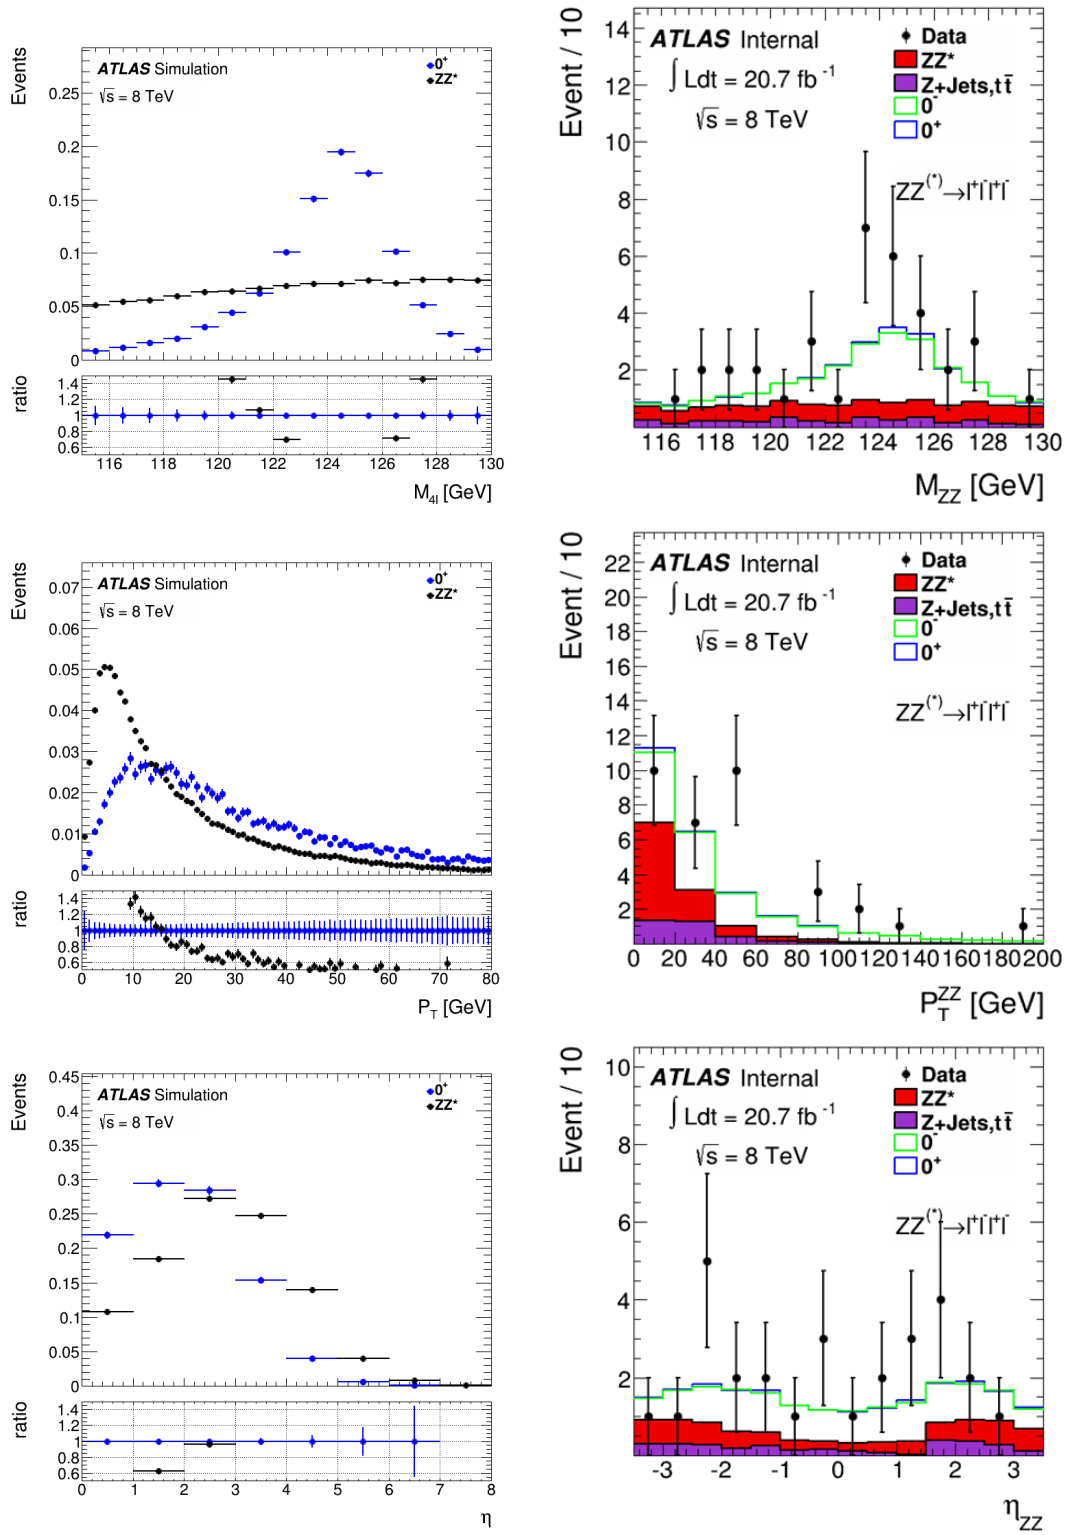 Events
ATLAS Simulation
√s = 8 TeV
0⁺
ZZ*
0.25
0.2
0.15
0.1
0.05
0
ratio
1.4
1.2
1
0.8
0.6
116 118 120 122 124 126 128 130
M4l [GeV]
Event / 10
ATLAS Internal
∫ Ldt = 20.7 fb⁻¹
√s = 8 TeV
Data
ZZ*
Z+Jets,tt̄
0⁻
0⁺
ZZ(*)→l⁺l⁻l⁺l⁻
14
12
10
8
6
4
2
116 118 120 122 124 126 128 130
MZZ [GeV]
Events
ATLAS Simulation
√s = 8 TeV
0⁺
ZZ*
0.07
0.06
0.05
0.04
0.03
0.02
0.01
0
ratio
1.4
1.2
1
0.8
0.6
0 10 20 30 40 50 60 70 80
PT [GeV]
Event / 10
ATLAS Internal
∫ Ldt = 20.7 fb⁻¹
√s = 8 TeV
Data
ZZ*
Z+Jets,tt̄
0⁻
0⁺
ZZ(*)→l⁺l⁻l⁺l⁻
22
20
18
16
14
12
10
8
6
4
2
0 20 40 60 80 100 120 140 160 180 200
PTZZ [GeV]
Events
ATLAS Simulation
√s = 8 TeV
0⁺
ZZ*
0.45
0.4
0.35
0.3
0.25
0.2
0.15
0.1
0.05
0
ratio
1.4
1.2
1
0.8
0.6
0 1 2 3 4 5 6 7 8
η
Event / 10
ATLAS Internal
∫ Ldt = 20.7 fb⁻¹
√s = 8 TeV
Data
ZZ*
Z+Jets,tt̄
0⁻
0⁺
ZZ(*)→l⁺l⁻l⁺l⁻
10
8
6
4
2
-3 -2 -1 0 1 2 3
ηZZ